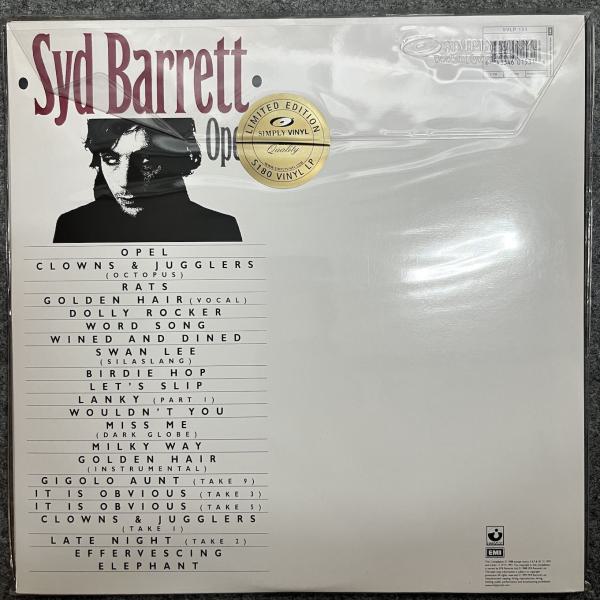 Syd Barrett
Ope
LIMITED EDITION
SIMPLY VINYL
Quality
S180 VINYL LP
SVLP 123
OPEL
CLOWNS & JUGGLERS
(OCTOPUS)
RATS
GOLDEN HAIR (VOCAL)
DOLLY ROCKER
WORD SONG
WINED AND DINED
SWAN LEE
(SILASLANG)
BIRDIE HOP
LET'S SLIP
LANKY (PART 1)
WOULDN'T YOU
MISS ME
(DARK GLOBE)
MILKY WAY
GOLDEN HAIR
(INSTRUMENTAL)
GIGOLO AUNT (TAKE 9)
IT IS OBVIOUS (TAKE 3)
IT IS OBVIOUS (TAKE 5)
CLOWNS & JUGGLERS
(TAKE 1)
LATE NIGHT (TAKE 2)
EFFERVESCING
ELEPHANT
EMI